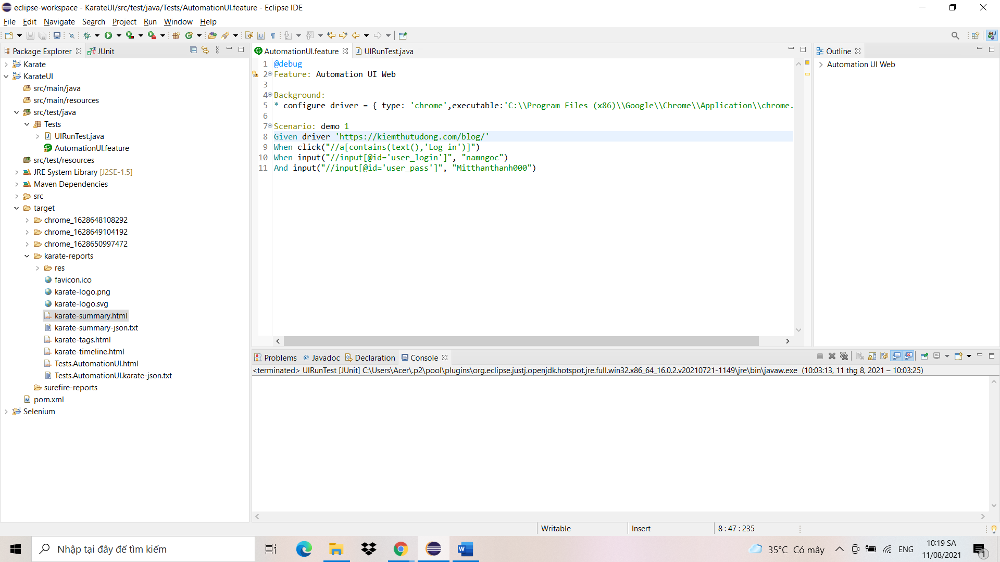 eclipse-workspace - KarateUI/src/test/java/Tests/AutomationUI.feature - Eclipse IDE
File Edit Navigate Search Project Run Window Help
Package Explorer
JUnit
Karate
KarateUI
src/main/java
src/main/resources
src/test/java
Tests
UIRunTest.java
AutomationUI.feature
src/test/resources
JRE System Library [J2SE-1.5]
Maven Dependencies
src
target
chrome_1628648108292
chrome_1628649104192
chrome_1628650997472
karate-reports
res
favicon.ico
karate-logo.png
karate-logo.svg
karate-summary.html
karate-summary-json.txt
karate-tags.html
karate-timeline.html
Tests.AutomationUI.html
Tests.AutomationUI.karate-json.txt
surefire-reports
pom.xml
Selenium
AutomationUI.feature
UIRunTest.java
1 @debug
2 Feature: Automation UI Web
3
4 Background:
5 * configure driver = { type: 'chrome',executable:'C:\\Program Files (x86)\\Google\\Chrome\\Application\\chrome.
6
7 Scenario: demo 1
8 Given driver 'https://kiemthutudong.com/blog/'
9 When click("//a[contains(text(),'Log in')]")
10 When input("//input[@id='user_login']", "namngoc")
11 And input("//input[@id='user_pass']", "Mitthanthanh000")
Outline
Automation UI Web
Problems @ Javadoc Declaration Console
<terminated> UIRunTest [JUnit] C:\Users\Acer\.p2\pool\plugins\org.eclipse.justj.openjdk.hotspot.jre.full.win32.x86_64_16.0.2.v20210721-1149\jre\bin\javaw.exe (10:03:13, 11 thg 8, 2021 – 10:03:25)
Writable
Insert
8 : 47 : 235
Nhập tại đây để tìm kiếm
35°C Có mây
ENG
10:19 SA
11/08/2021
1